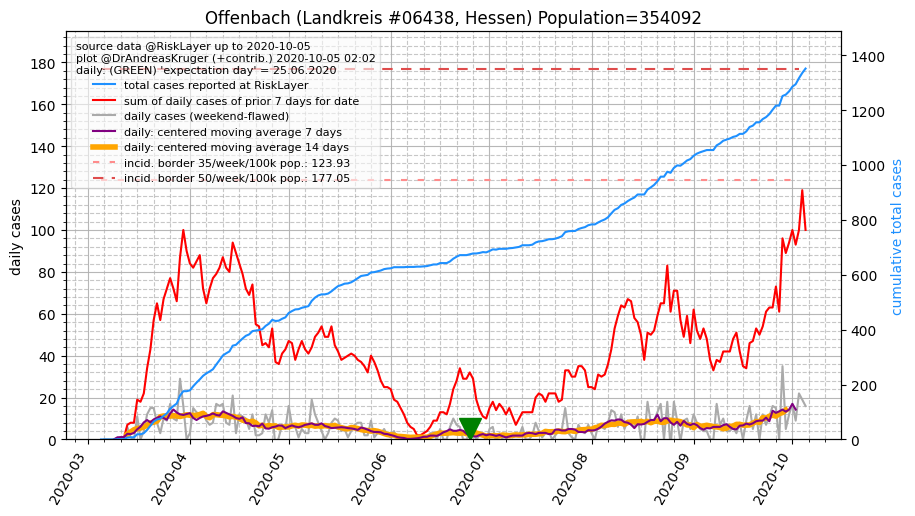 Offenbach (Landkreis #06438, Hessen) Population=354092
source data @RiskLayer up to 2020-10-05
plot @DrAndreasKruger (+contrib.) 2020-10-05 02:02
daily: (GREEN) 'expectation day' = 25.06.2020
total cases reported at RiskLayer
sum of daily cases of prior 7 days for date
daily cases (weekend-flawed)
daily: centered moving average 7 days
daily: centered moving average 14 days
incid. border 35/week/100k pop.: 123.93
incid. border 50/week/100k pop.: 177.05
daily cases
180
160
140
120
100
80
60
40
20
0
cumulative total cases
1400
1200
1000
800
600
400
200
0
2020-03
2020-04
2020-05
2020-06
2020-07
2020-08
2020-09
2020-10